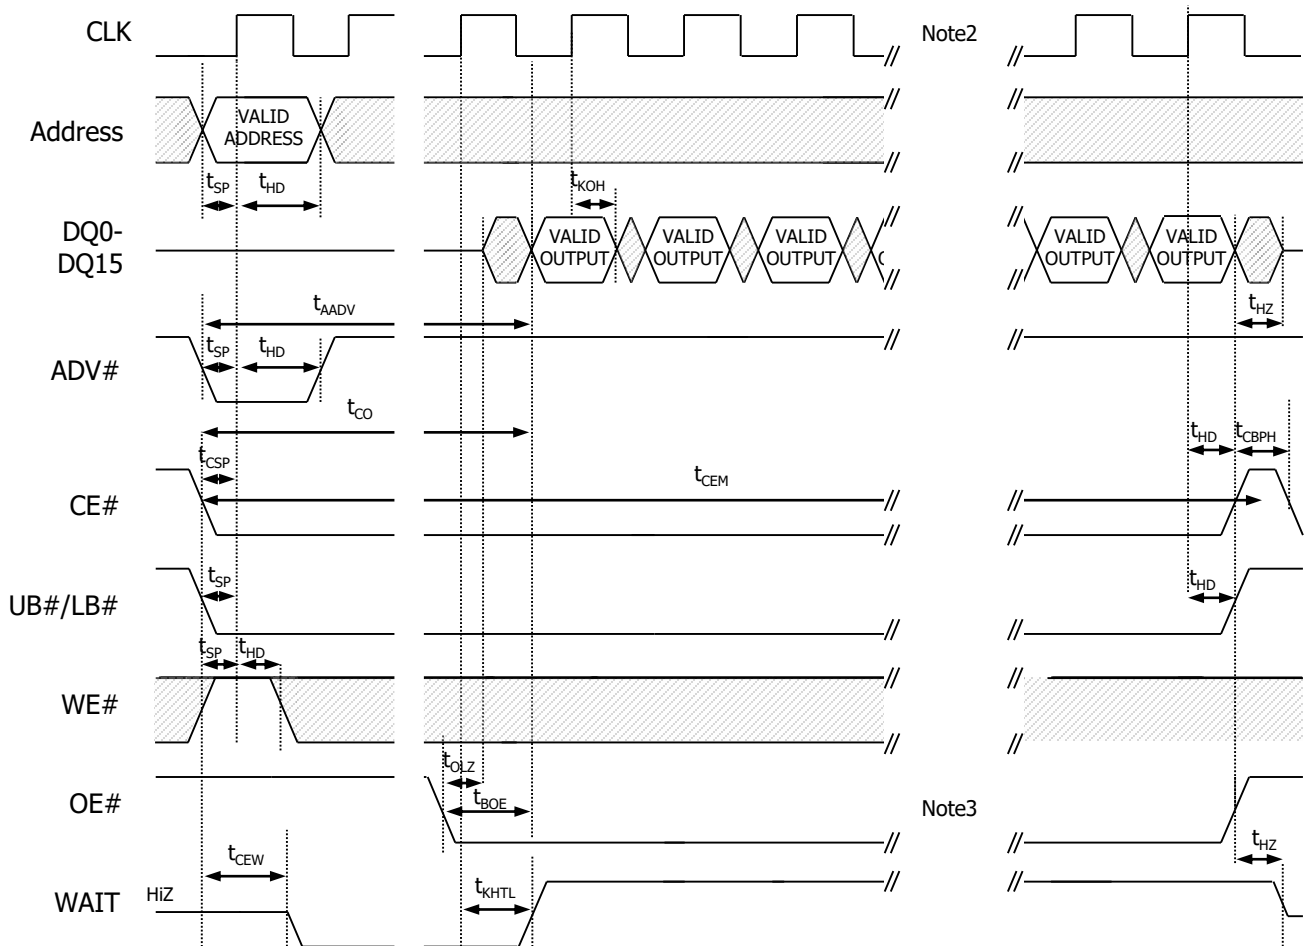 CLK
Note2
Address
VALID
ADDRESS
tSP
tHD
tKOH
DQ0-
DQ15
VALID
OUTPUT
VALID
OUTPUT
VALID
OUTPUT
VALID
OUTPUT
VALID
OUTPUT
tAADV
tHZ
ADV#
tSP
tHD
tCO
tHD
tCBPH
CE#
tCSP
tCEM
UB#/LB#
tSP
tHD
WE#
tSP
tHD
OE#
tOLZ
tBOE
Note3
WAIT
HiZ
tCEW
tKHTL
tHZ